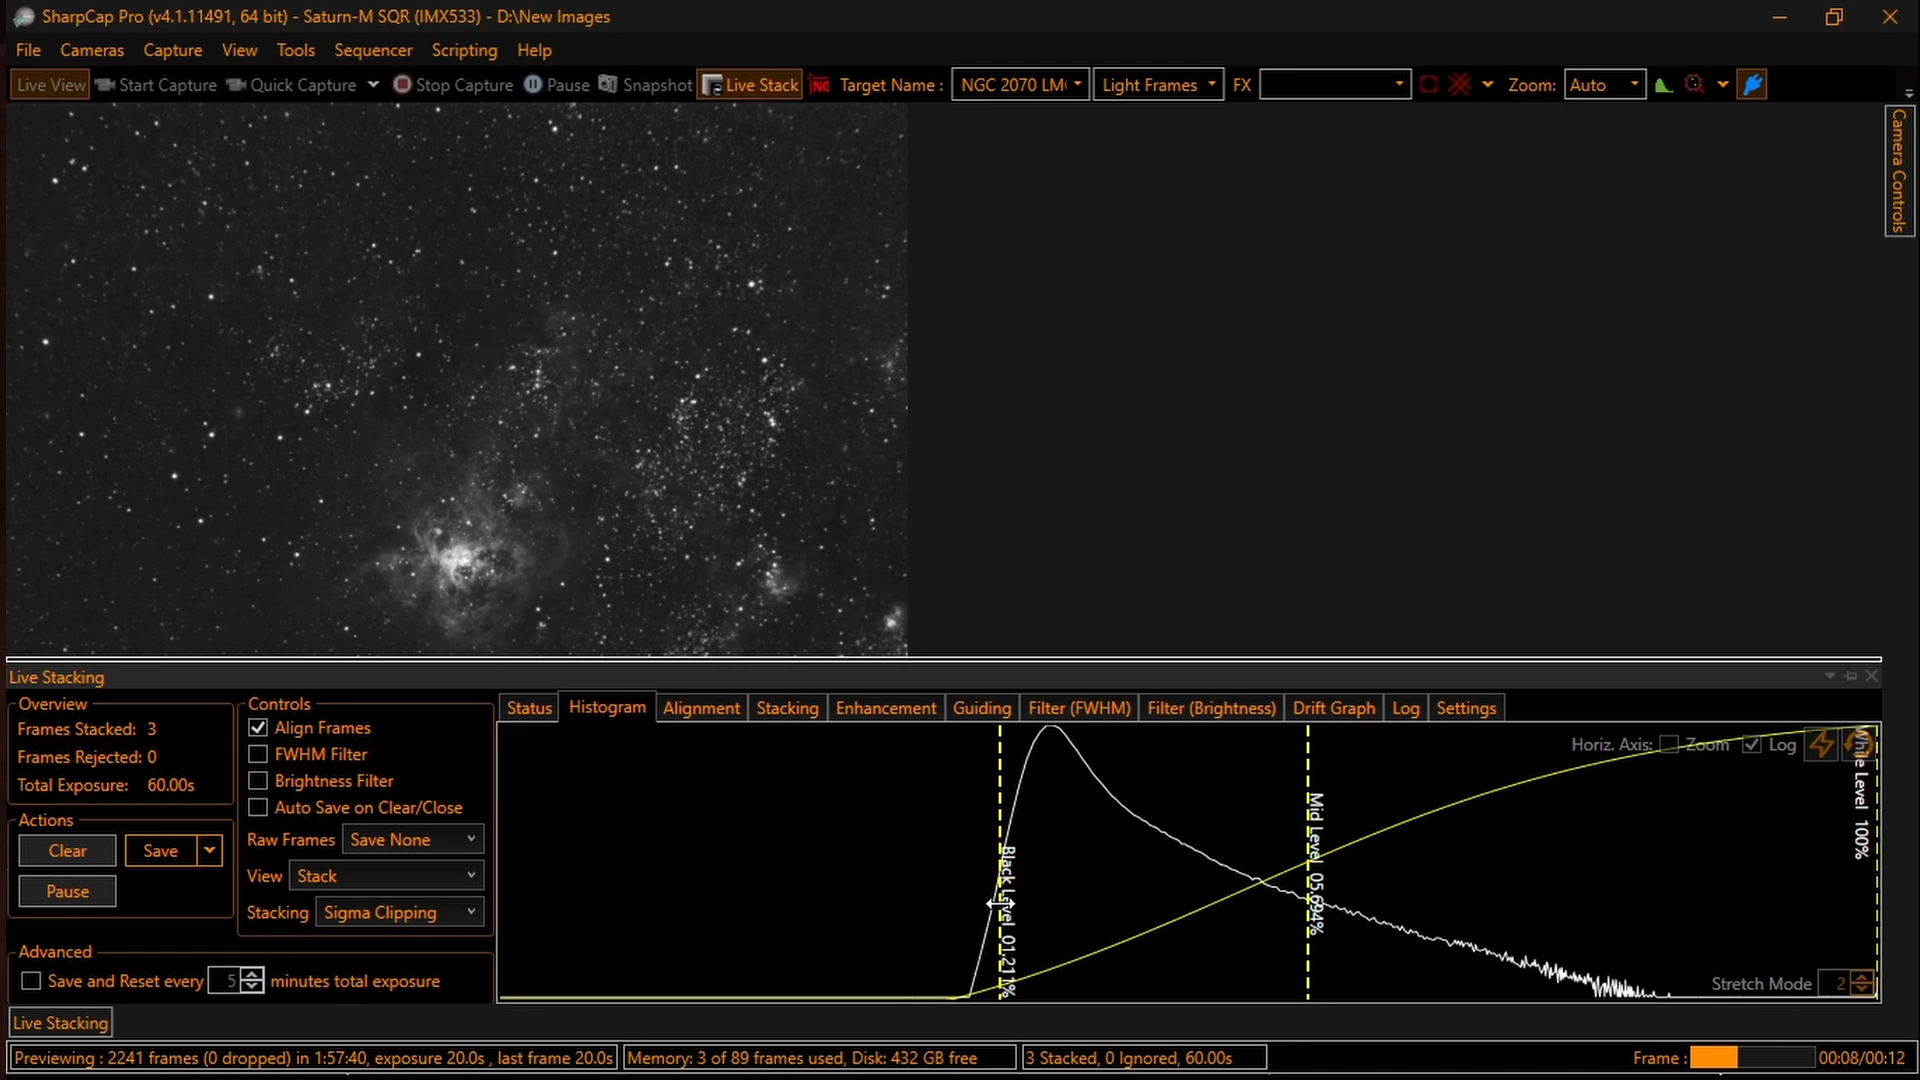 SharpCap Pro (v4.1.11491, 64 bit) - Saturn-M SQR (IMX533) - D:\New Images
File Cameras Capture View Tools Sequencer Scripting Help
Live View Start Capture Quick Capture Stop Capture Pause Snapshot Live Stack Target Name : NGC 2070 LM( Light Frames FX Zoom: Auto
Camera Controls
Live Stacking
Overview
Frames Stacked: 3
Frames Rejected: 0
Total Exposure: 60.00s
Actions
Clear Save
Pause
Controls
Align Frames
FWHM Filter
Brightness Filter
Auto Save on Clear/Close
Raw Frames Save None
View Stack
Stacking Sigma Clipping
Advanced
Save and Reset every 5 minutes total exposure
Status Histogram Alignment Stacking Enhancement Guiding Filter (FWHM) Filter (Brightness) Drift Graph Log Settings
Horiz. Axis: Zoom Log
Black Level 01.211%
Mid Level 05.694%
While Level 100%
Stretch Mode 2
Live Stacking
Previewing : 2241 frames (0 dropped) in 1:57:40, exposure 20.0s , last frame 20.0s Memory: 3 of 89 frames used, Disk: 432 GB free 3 Stacked, 0 Ignored, 60.00s Frame : 00:08/00:12